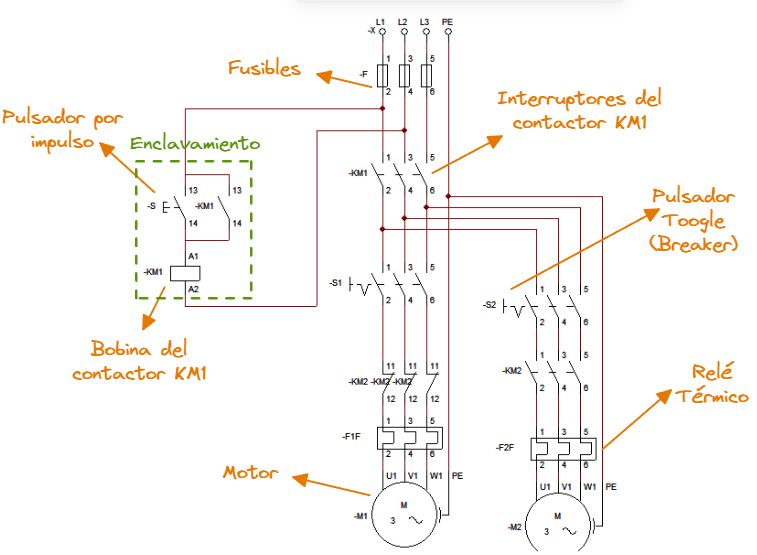 L1 L2 L3 PE
-X
Fusibles
-F
1 3 5
2 4 6
Pulsador por
impulso
Enclavamiento
Interruptores del
contactor KM1
-KM1
1 3 5
2 4 6
13 13
-S -KM1
14 14
A1
-KM1
A2
Pulsador
Toogle
(Breaker)
Bobina del
contactor KM1
-S1
1 3 5
2 4 6
-S2
1 3 5
2 4 6
11 11 11
-KM2 -KM2 -KM2
12 12 12
-KM2
1 3 5
2 4 6
Relé
Térmico
-F1F
1 3 5
2 4 6
-F2F
1 3 5
2 4 6
Motor
U1 V1 W1 PE
-M1
M
3
U1 V1 W1 PE
-M2
M
3